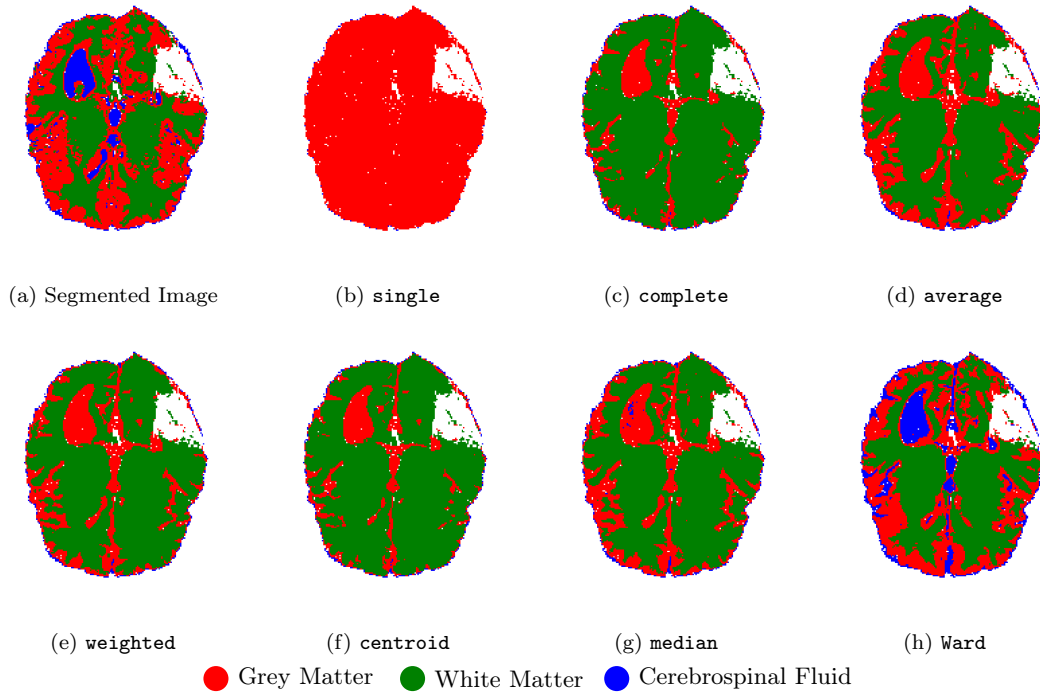 (a) Segmented Image
(b) single
(c) complete
(d) average
(e) weighted
(f) centroid
(g) median
(h) Ward
Grey Matter White Matter Cerebrospinal Fluid